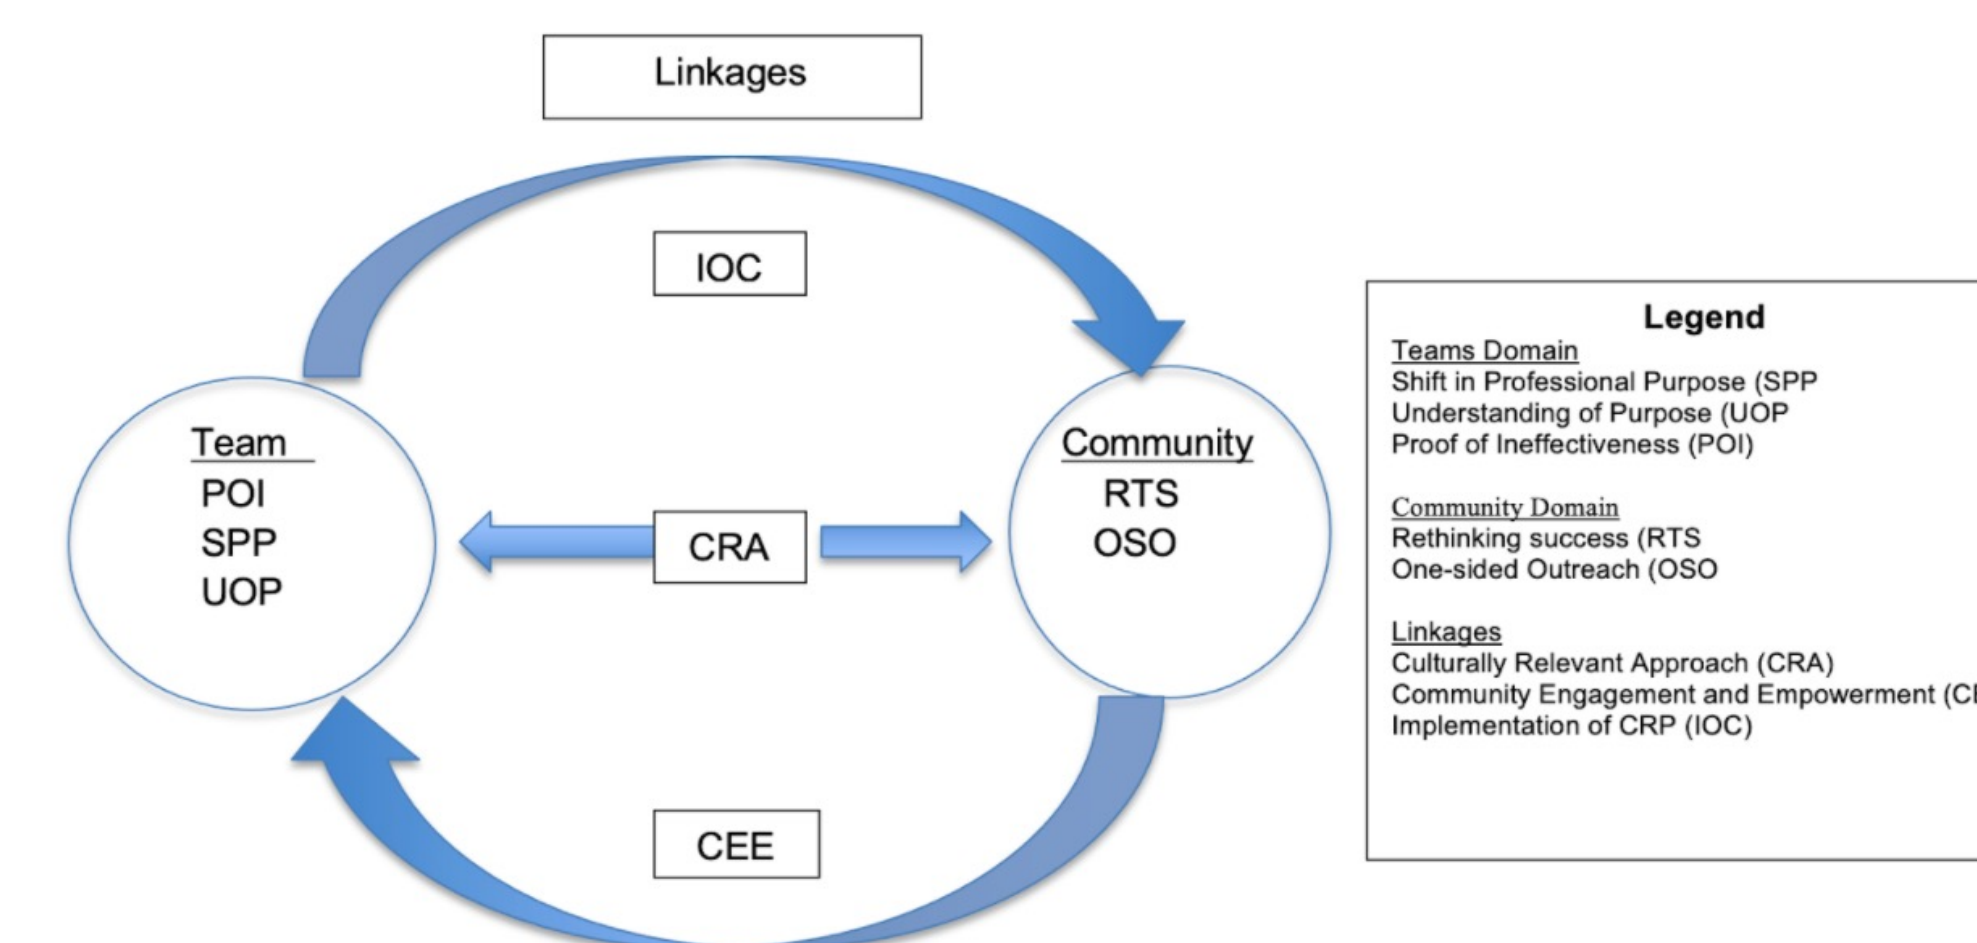 Linkages
IOC
Team
POI
SPP
UOP
CRA
Community
RTS
OSO
CEE
Legend
Teams Domain
Shift in Professional Purpose (SPP
Understanding of Purpose (UOP
Proof of Ineffectiveness (POI)
Community Domain
Rethinking success (RTS
One-sided Outreach (OSO
Linkages
Culturally Relevant Approach (CRA)
Community Engagement and Empowerment (CE
Implementation of CRP (IOC)